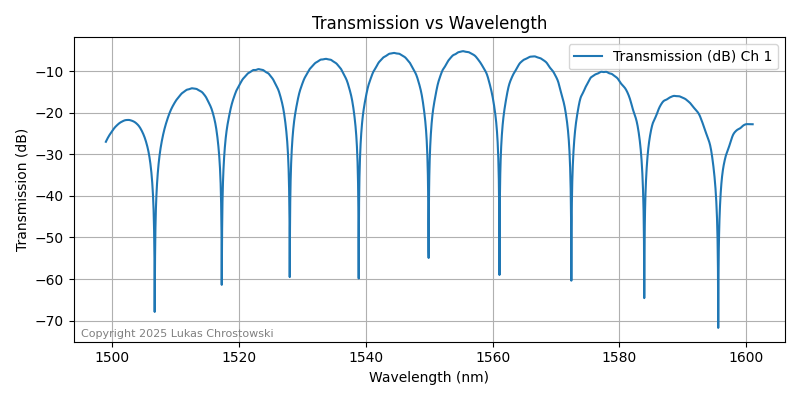 Transmission vs Wavelength
Transmission (dB) Ch 1
Transmission (dB)
−10
−20
−30
−40
−50
−60
−70
Copyright 2025 Lukas Chrostowski
1500
1520
1540
1560
1580
1600
Wavelength (nm)